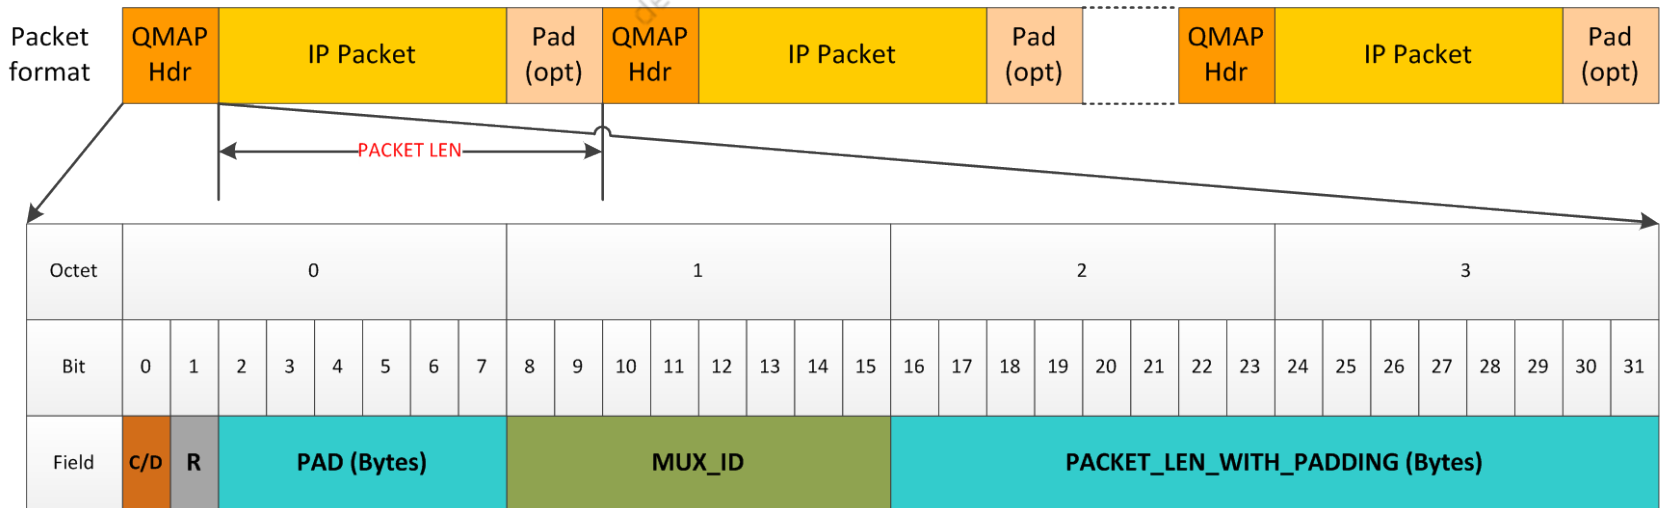 Packet format
QMAP Hdr
IP Packet
Pad (opt)
QMAP Hdr
IP Packet
Pad (opt)
QMAP Hdr
IP Packet
Pad (opt)
PACKET LEN
Octet 0 1 2 3
Bit 0 1 2 3 4 5 6 7 8 9 10 11 12 13 14 15 16 17 18 19 20 21 22 23 24 25 26 27 28 29 30 31
Field C/D R PAD (Bytes) MUX_ID PACKET_LEN_WITH_PADDING (Bytes)